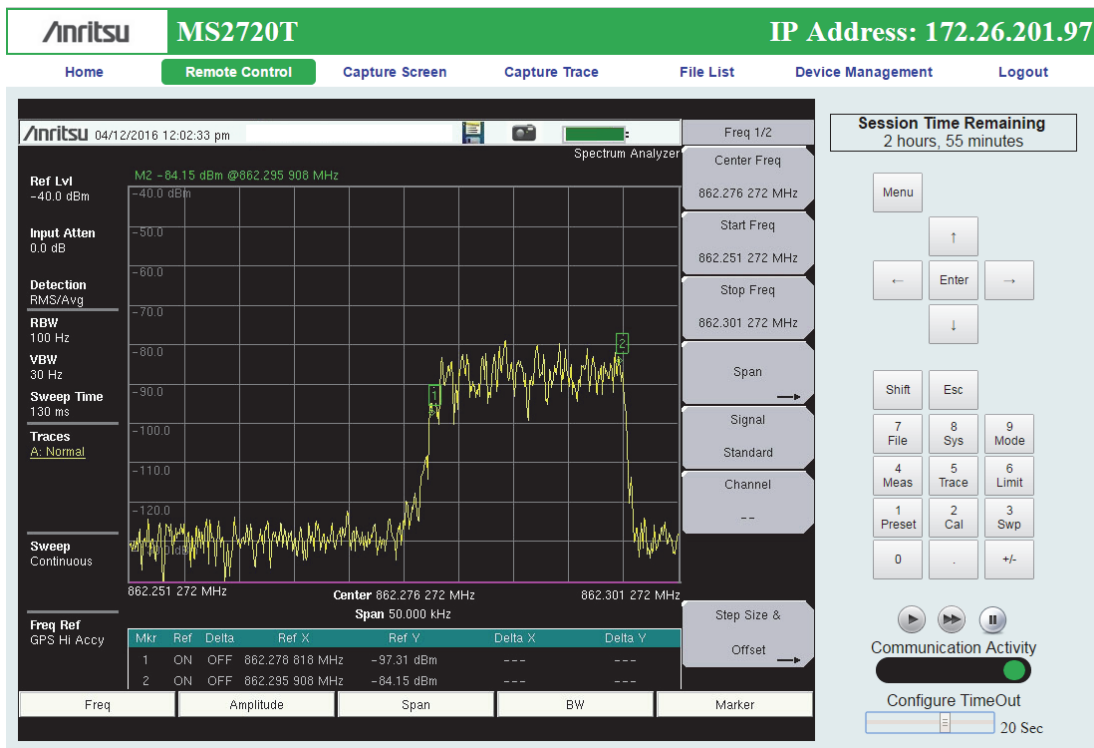 Anritsu MS2720T IP Address: 172.26.201.97
Home Remote Control Capture Screen Capture Trace File List Device Management Logout
Anritsu 04/12/2016 12:02:33 pm
Spectrum Analyzer
M2 -84.15 dBm @862.295 908 MHz
Ref Lvl
-40.0 dBm
Input Atten
0.0 dB
Detection
RMS/Avg
RBW
100 Hz
VBW
30 Hz
Sweep Time
130 ms
Traces
A: Normal
Sweep
Continuous
Freq Ref
GPS Hi Accy
-40.0 dBm
-50.0
-60.0
-70.0
-80.0
-90.0
-100.0
-110.0
-120.0
1
2
862.251 272 MHz Center 862.276 272 MHz 862.301 272 MHz
Span 50.000 kHz
Mkr Ref Delta Ref X Ref Y Delta X Delta Y
1 ON OFF 862.278 818 MHz -97.31 dBm --- ---
2 ON OFF 862.295 908 MHz -84.15 dBm --- ---
Freq Amplitude Span BW Marker
Freq 1/2
Center Freq
862.276 272 MHz
Start Freq
862.251 272 MHz
Stop Freq
862.301 272 MHz
Span
Signal
Standard
Channel
--
Step Size &
Offset
Session Time Remaining
2 hours, 55 minutes
Menu
↑
← Enter →
↓
Shift Esc
7 8 9
File Sys Mode
4 5 6
Meas Trace Limit
1 2 3
Preset Cal Swp
0 . +/-
Communication Activity
Configure TimeOut
20 Sec